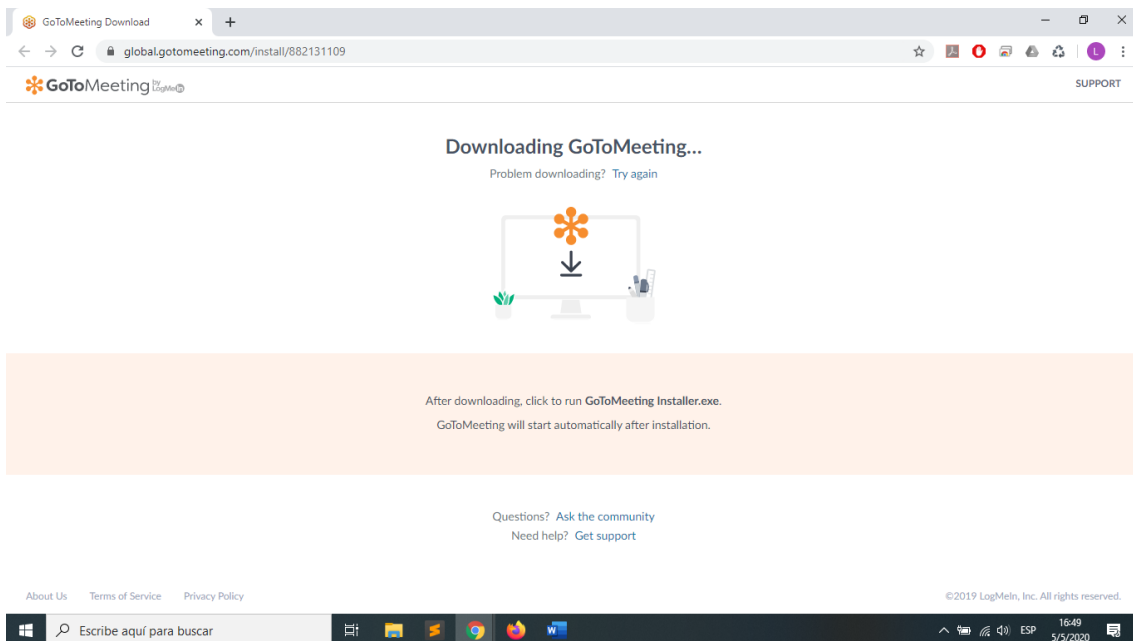 GoToMeeting Download
global.gotomeeting.com/install/882131109
L
GoToMeeting by LogMeIn
SUPPORT
Downloading GoToMeeting...
Problem downloading? Try again
After downloading, click to run GoToMeeting Installer.exe.
GoToMeeting will start automatically after installation.
Questions? Ask the community
Need help? Get support
About Us Terms of Service Privacy Policy ©2019 LogMeIn, Inc. All rights reserved.
Escribe aquí para buscar
W
ESP
16:49
5/5/2020